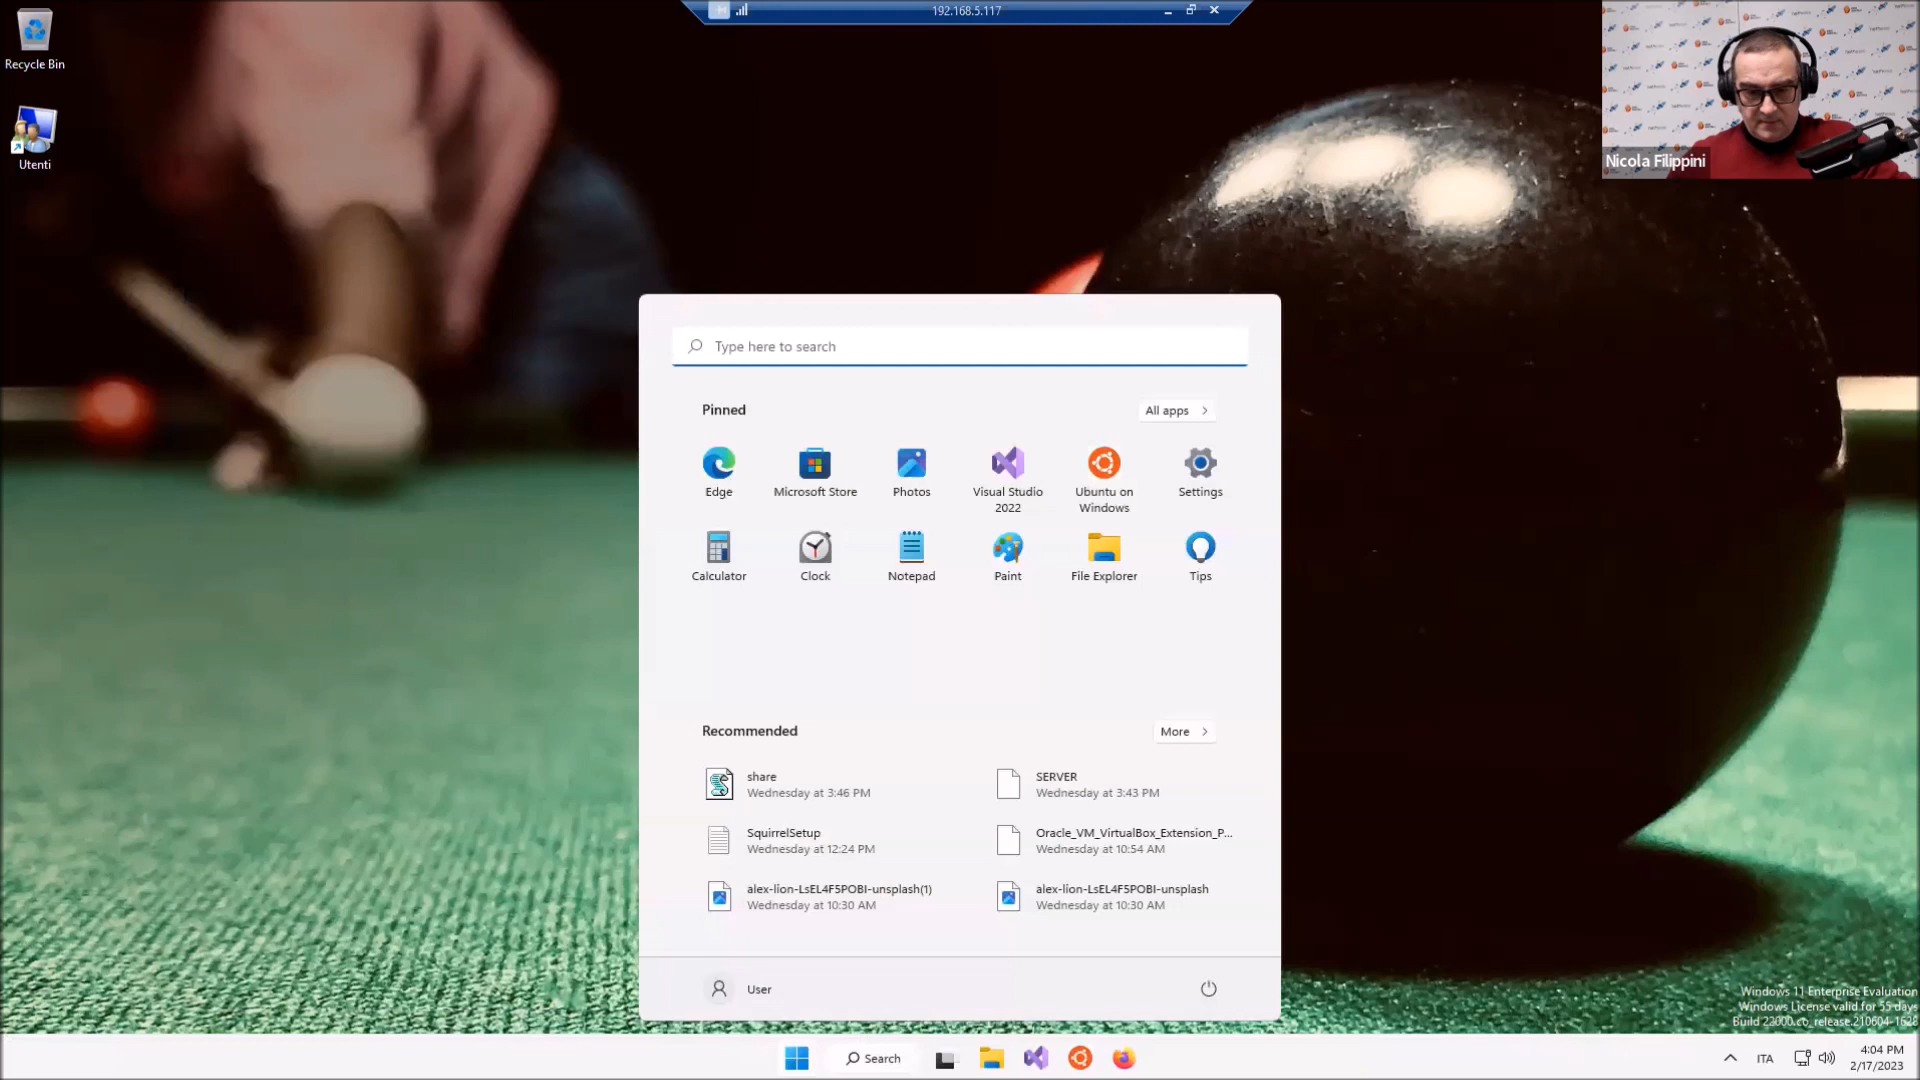 192.168.5.117
Recycle Bin
Utenti
Nicola Filippini
Type here to search
Pinned
All apps
Edge
Microsoft Store
Photos
Visual Studio 2022
Ubuntu on Windows
Settings
Calculator
Clock
Notepad
Paint
File Explorer
Tips
Recommended
More
share
Wednesday at 3:46 PM
SERVER
Wednesday at 3:43 PM
SquirrelSetup
Wednesday at 12:24 PM
Oracle_VM_VirtualBox_Extension_P...
Wednesday at 10:54 AM
alex-lion-LsEL4F5POBI-unsplash(1)
Wednesday at 10:30 AM
alex-lion-LsEL4F5POBI-unsplash
Wednesday at 10:30 AM
User
Windows 11 Enterprise Evaluation
Windows License valid for 55 days
Build 22000.co_release.210604-1628
Search
ITA
4:04 PM
2/17/2023